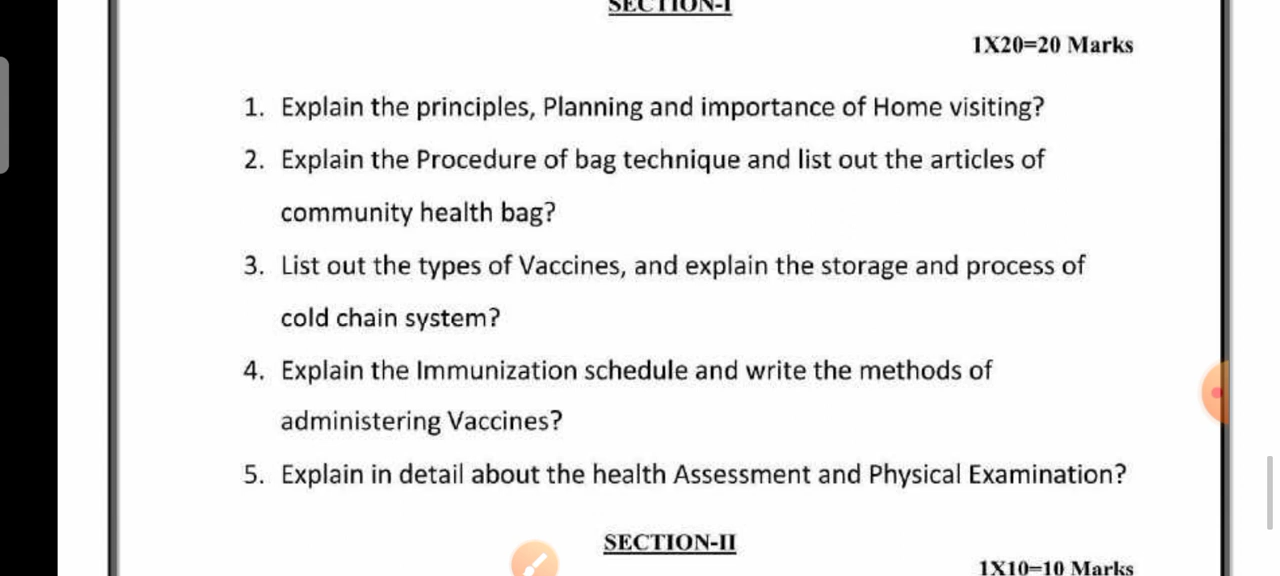 SECTION-I
1X20=20 Marks
1. Explain the principles, Planning and importance of Home visiting?
2. Explain the Procedure of bag technique and list out the articles of
community health bag?
3. List out the types of Vaccines, and explain the storage and process of
cold chain system?
4. Explain the Immunization schedule and write the methods of
administering Vaccines?
5. Explain in detail about the health Assessment and Physical Examination?
SECTION-II
1X10=10 Marks